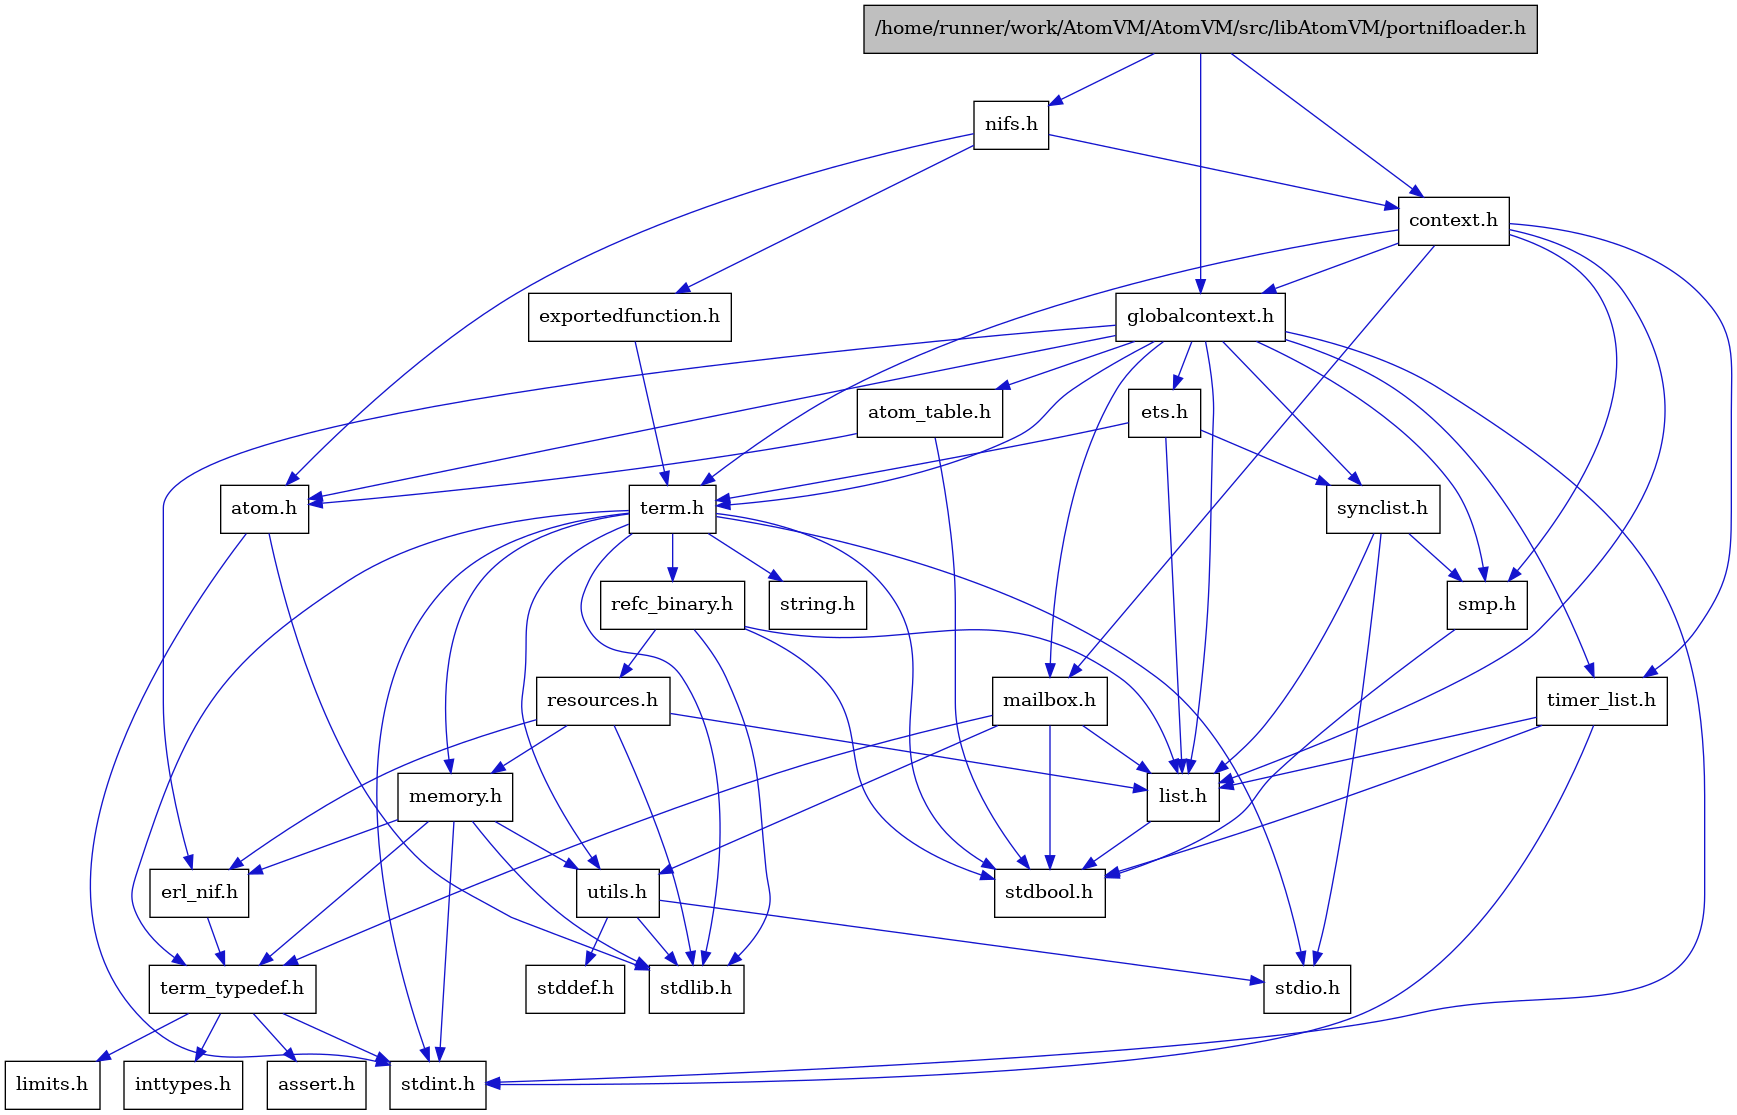 /home/runner/work/AtomVM/AtomVM/src/libAtomVM/portnifloader.h
nifs.h
context.h
exportedfunction.h
globalcontext.h
atom_table.h
ets.h
atom.h
term.h
synclist.h
refc_binary.h
string.h
smp.h
resources.h
mailbox.h
timer_list.h
memory.h
list.h
erl_nif.h
utils.h
stdbool.h
term_typedef.h
stddef.h
stdlib.h
stdio.h
limits.h
inttypes.h
assert.h
stdint.h